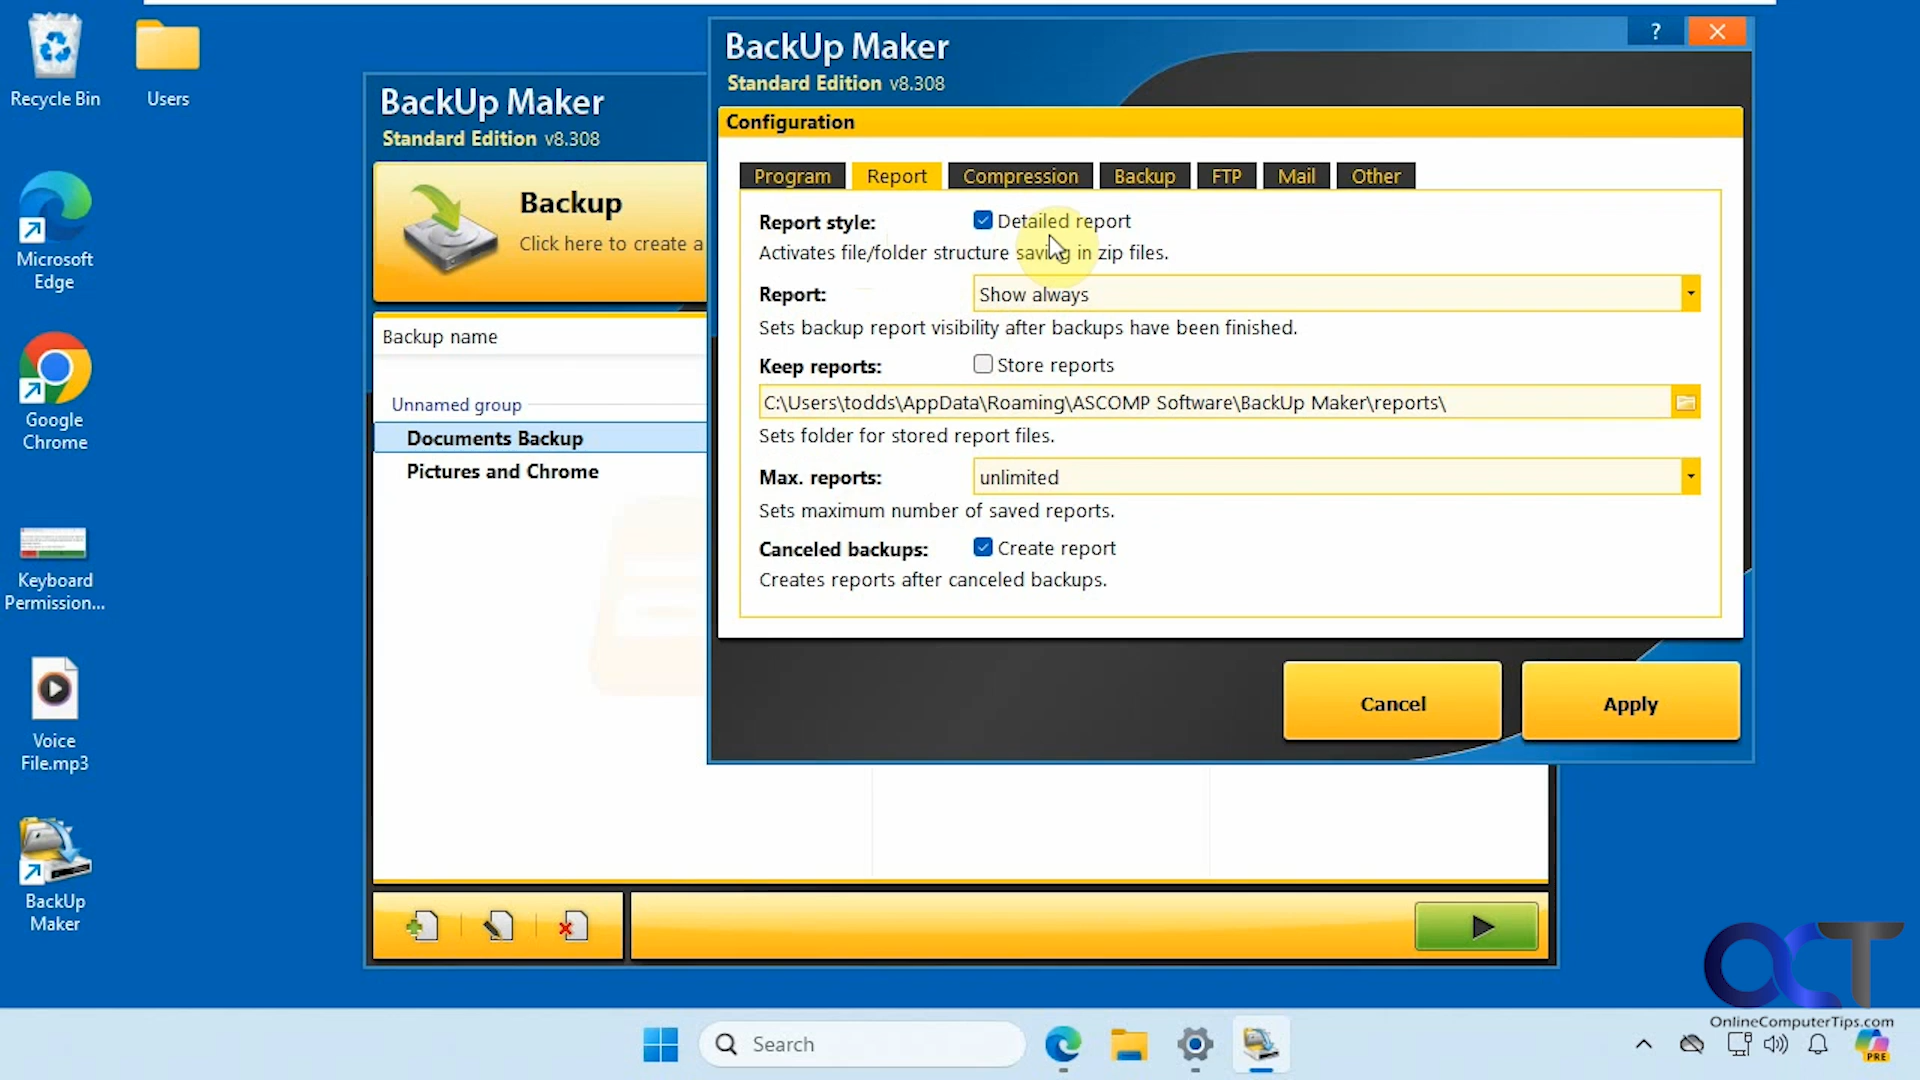 Recycle Bin
Users
Microsoft
Edge
Google
Chrome
Keyboard
Permission...
Voice
File.mp3
BackUp
Maker
BackUp Maker
Standard Edition v8.308
Backup
Click here to create a
Backup name
Unnamed group
Documents Backup
Pictures and Chrome
BackUp Maker
Standard Edition v8.308
?
Configuration
Program
Report
Compression
Backup
FTP
Mail
Other
Report style:
Detailed report
Activates file/folder structure saving in zip files.
Report:
Show always
Sets backup report visibility after backups have been finished.
Keep reports:
Store reports
C:\Users\todds\AppData\Roaming\ASCOMP Software\BackUp Maker\reports\
Sets folder for stored report files.
Max. reports:
unlimited
Sets maximum number of saved reports.
Canceled backups:
Create report
Creates reports after canceled backups.
Cancel
Apply
OCT
OnlineComputerTips.com
Search
PRE